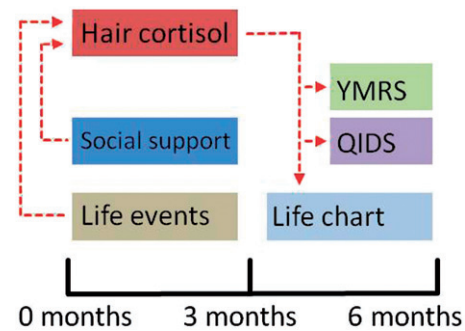 Hair cortisol
YMRS
Social support
QIDS
Life events
Life chart
0 months
3 months
6 months